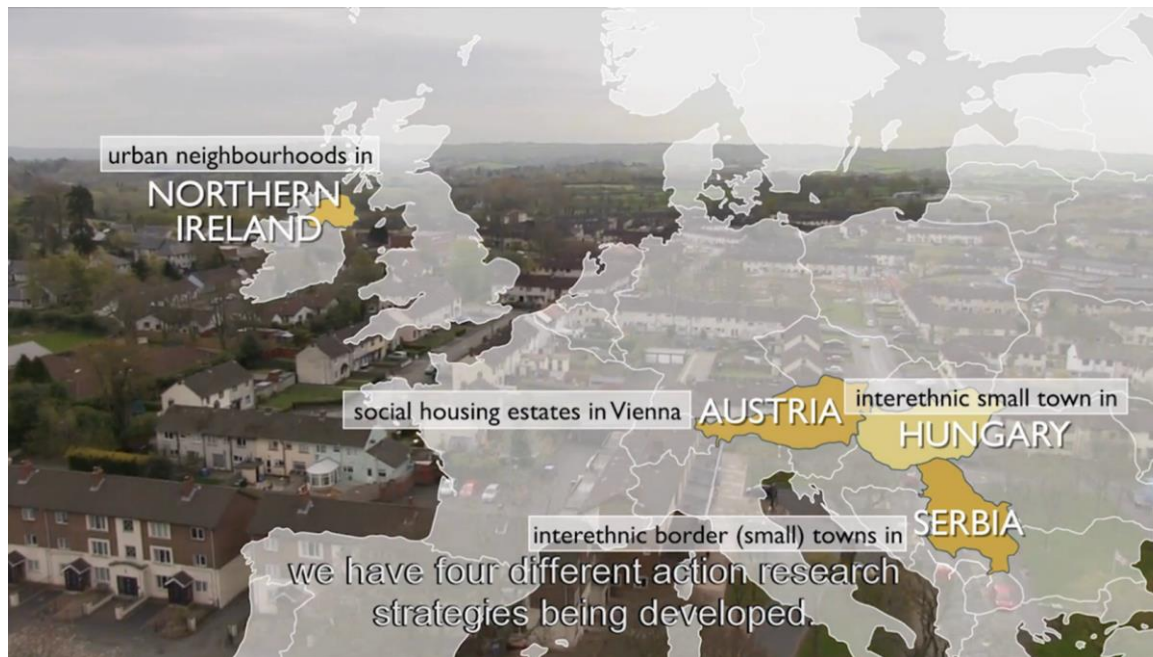 urban neighbourhoods in
NORTHERN
IRELAND
social housing estates in Vienna
AUSTRIA
interethnic small town in
HUNGARY
interethnic border (small) towns in
SERBIA
we have four different action research
strategies being developed.